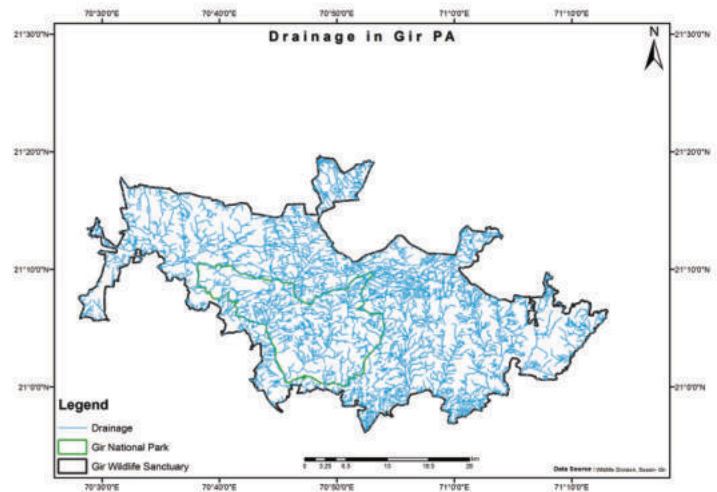 70°30'0"E 70°40'0"E 70°50'0"E 71°0'0"E 71°10'0"E
Drainage in Gir PA
N
21°30'0"N 21°30'0"N
21°20'0"N 21°20'0"N
21°10'0"N 21°10'0"N
21°0'0"N 21°0'0"N
Legend
Drainage
Gir National Park
Gir Wildlife Sanctuary
km
0 3.25 6.5 13 19.5 26
Data Source : Wildlife Division, Sasan- Gir
70°30'0"E 70°40'0"E 70°50'0"E 71°0'0"E 71°10'0"E